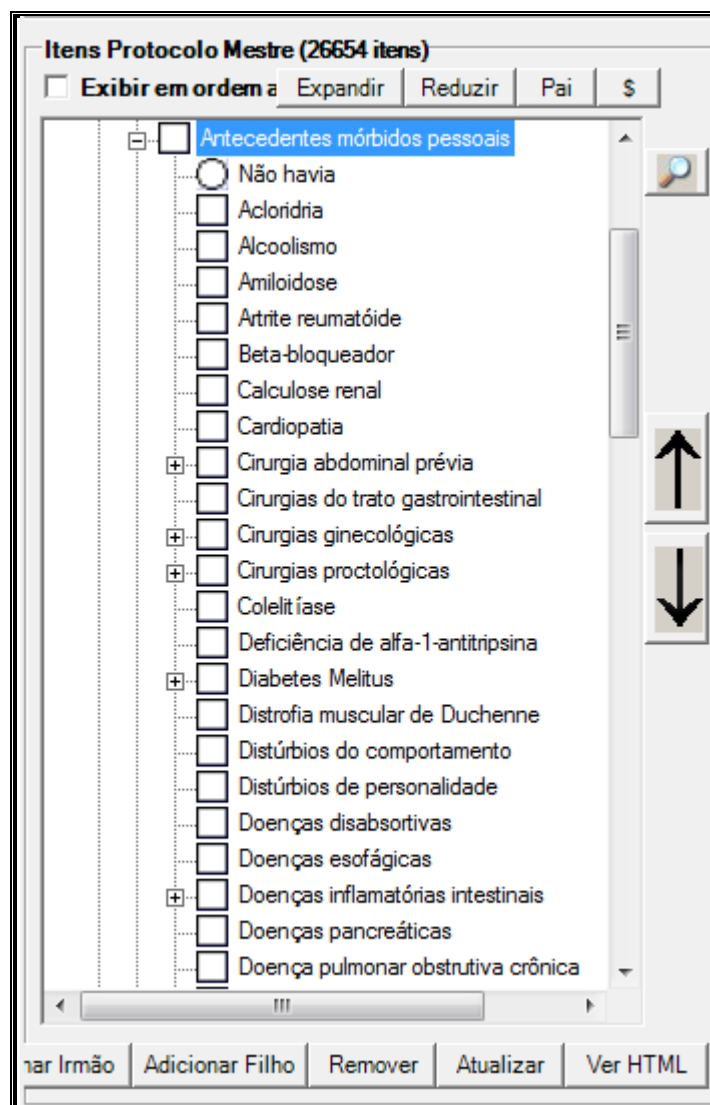 Itens Protocolo Mestre (26654 itens)
Exibir em ordem a Expandir Reduzir Pai $
Antecedentes mórbidos pessoais
Não havia
Acloridria
Alcoolismo
Amiloidose
Artrite reumatóide
Beta-bloqueador
Calculose renal
Cardiopatia
Cirurgia abdominal prévia
Cirurgias do trato gastrointestinal
Cirurgias ginecológicas
Cirurgias proctológicas
Colelitíase
Deficiência de alfa-1-antitripsina
Diabetes Melitus
Distrofia muscular de Duchenne
Distúrbios do comportamento
Distúrbios de personalidade
Doenças disabsortivas
Doenças esofágicas
Doenças inflamatórias intestinais
Doenças pancreáticas
Doença pulmonar obstrutiva crônica
nar Irmão Adicionar Filho Remover Atualizar Ver HTML